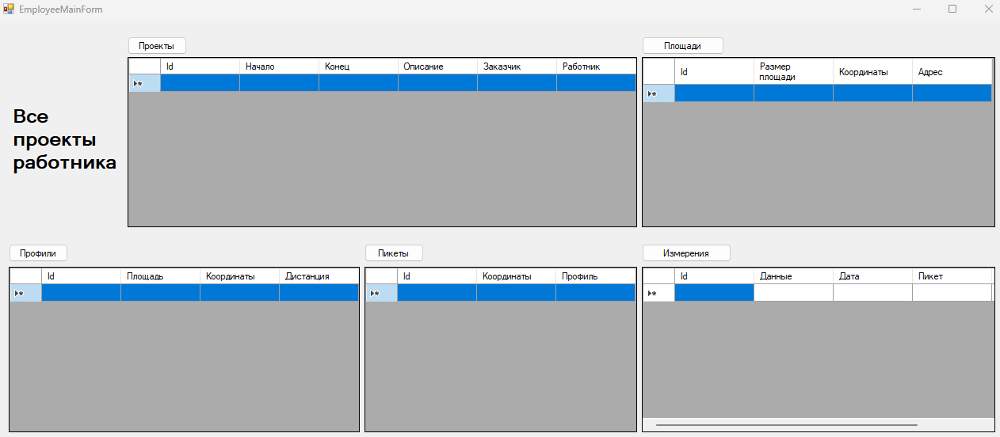 EmployeeMainForm
Проекты
Площади
Id Начало Конец Описание Заказчик Работник
Id Размер площади Координаты Адрес
Все
проекты
работника
Профили
Пикеты
Измерения
Id Площадь Координаты Дистанция
Id Координаты Профиль
Id Данные Дата Пикет